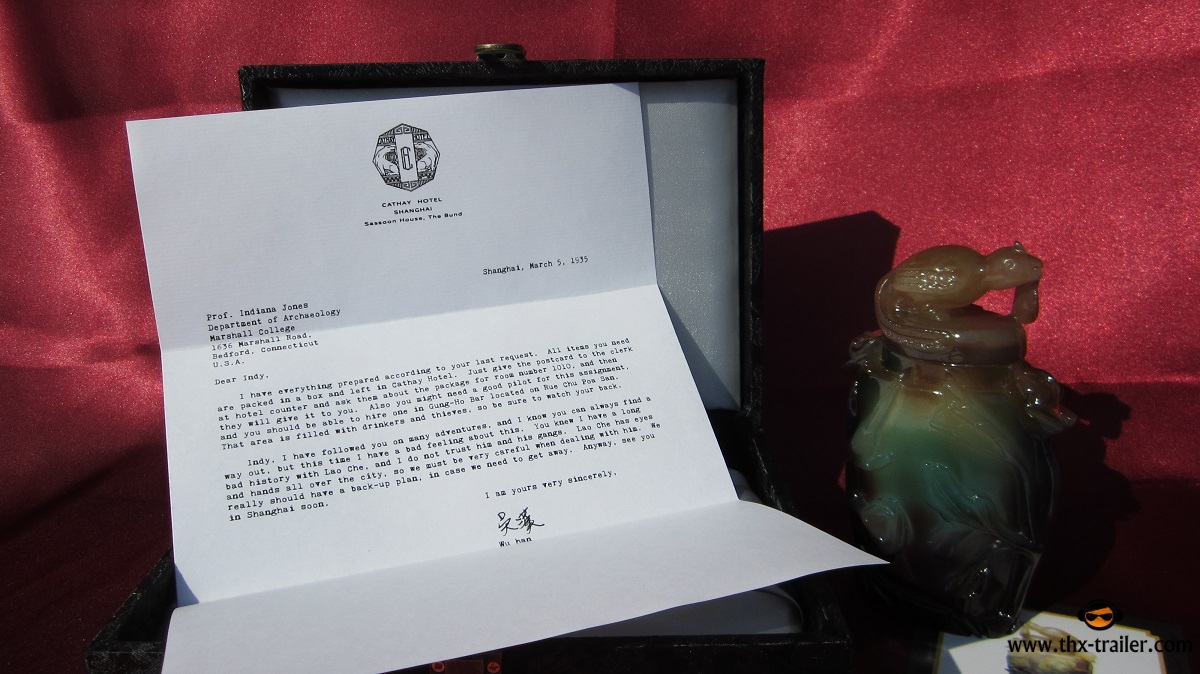 CATHAY HOTEL
SHANGHAI
Sassoon House, The Bund
Shanghai, March 5, 1935
Prof. Indiana Jones
Department of Archaeology
Marshall College
1636 Marshall Road,
Bedford, Connecticut
U.S.A.
Dear Indy,
I have everything prepared according to your last request. All items you need
are packed in a box and left in Cathay Hotel. Just give the postcard to the clerk
at hotel counter and ask them about the package for room number 1010, and then
they will give it to you. Also you might need a good pilot for this assignment,
and you should be able to hire one in Gung-Ho Bar located on Rue Chu Poa San.
That area is filled with drinkers and thieves, so be sure to watch your back.
Indy, I have followed you on many adventures, and I know you can always find a
way out, but this time I have a bad feeling about this. You know I have a long
bad history with Lao Che, and I do not trust him and his gangs. Lao Che has eyes
and hands all over the city, so we must be very careful when dealing with him. We
really should have a back-up plan, in case we need to get away. Anyway, see you
in Shanghai soon.
I am yours very sincerely,
Wu han
www.thx-trailer.com